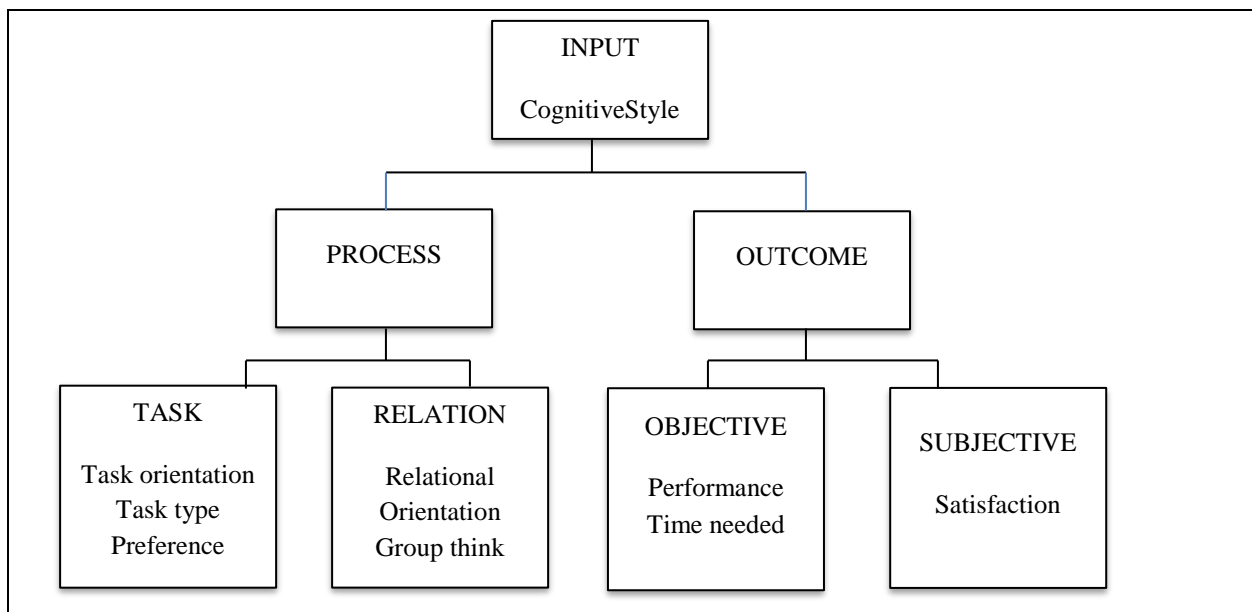 INPUT
CognitiveStyle
PROCESS
OUTCOME
TASK
Task orientation
Task type
Preference
RELATION
Relational
Orientation
Group think
OBJECTIVE
Performance
Time needed
SUBJECTIVE
Satisfaction